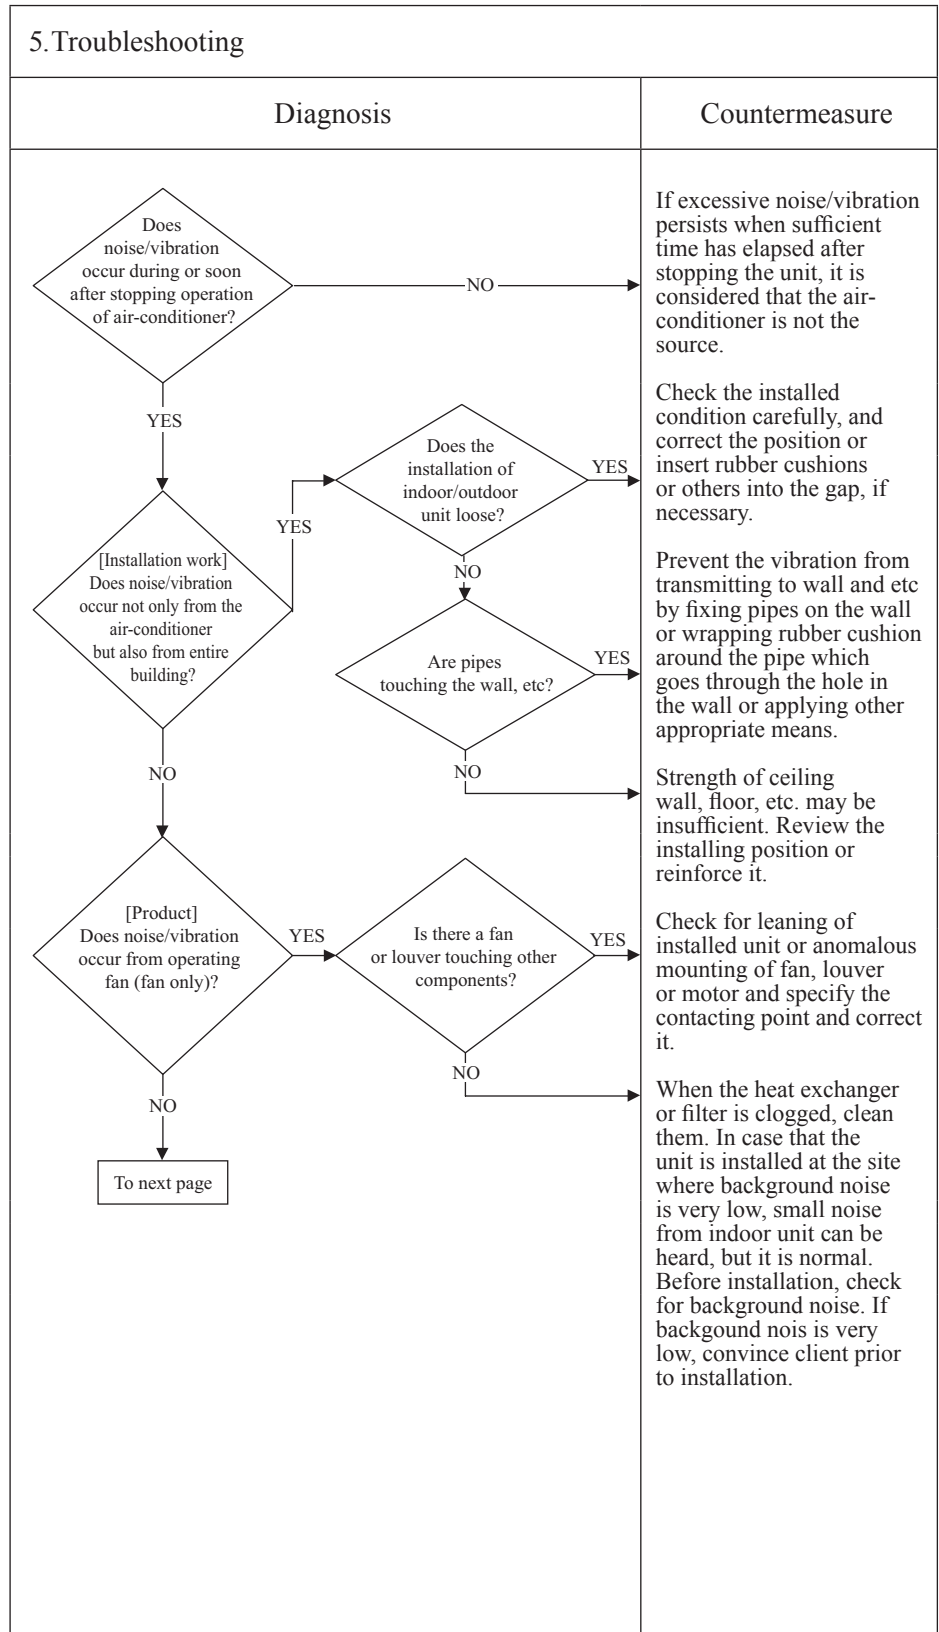 5.Troubleshooting
Diagnosis
Countermeasure
Does
noise/vibration
occur during or soon
after stopping operation
of air-conditioner?
NO
If excessive noise/vibration
persists when sufficient
time has elapsed after
stopping the unit, it is
considered that the air-
conditioner is not the
source.
YES
[Installation work]
Does noise/vibration
occur not only from the
air-conditioner
but also from entire
building?
YES
Does the
installation of
indoor/outdoor
unit loose?
YES
Check the installed
condition carefully, and
correct the position or
insert rubber cushions
or others into the gap, if
necessary.
NO
Are pipes
touching the wall, etc?
YES
Prevent the vibration from
transmitting to wall and etc
by fixing pipes on the wall
or wrapping rubber cushion
around the pipe which
goes through the hole in
the wall or applying other
appropriate means.
NO
Strength of ceiling
wall, floor, etc. may be
insufficient. Review the
installing position or
reinforce it.
NO
[Product]
Does noise/vibration
occur from operating
fan (fan only)?
YES
Is there a fan
or louver touching other
components?
YES
Check for leaning of
installed unit or anomalous
mounting of fan, louver
or motor and specify the
contacting point and correct
it.
NO
When the heat exchanger
or filter is clogged, clean
them. In case that the
unit is installed at the site
where background noise
is very low, small noise
from indoor unit can be
heard, but it is normal.
Before installation, check
for background noise. If
backgound nois is very
low, convince client prior
to installation.
NO
To next page